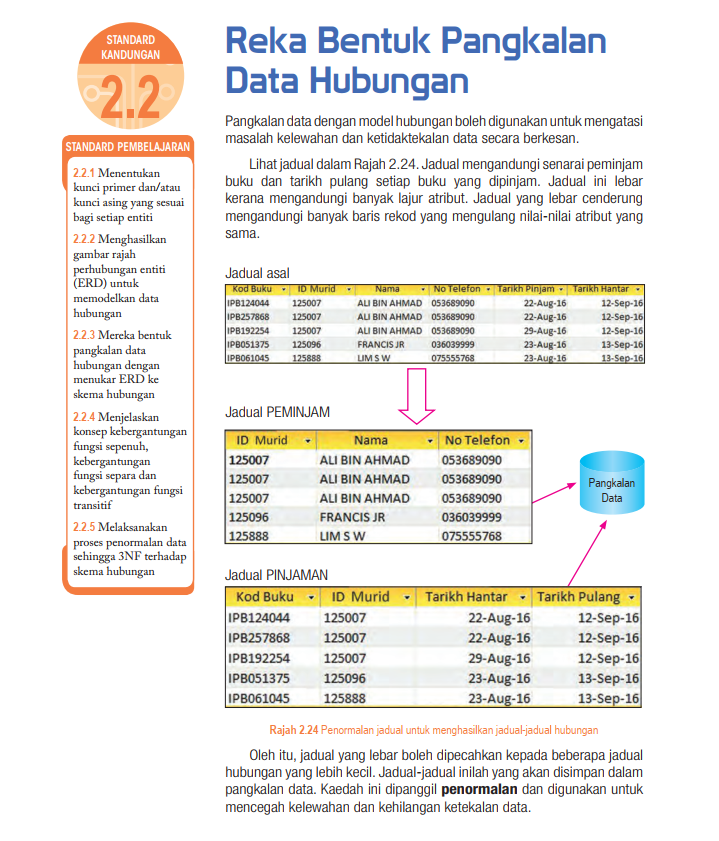 STANDARD
KANDUNGAN
2.2
STANDARD PEMBELAJARAN
2.2.1 Menentukan
kunci primer dan/atau
kunci asing yang sesuai
bagi setiap entiti
2.2.2 Menghasilkan
gambar rajah
perhubungan entiti
(ERD) untuk
memodelkan data
hubungan
2.2.3 Mereka bentuk
pangkalan data
hubungan dengan
menukar ERD ke
skema hubungan
2.2.4 Menjelaskan
konsep kebergantungan
fungsi sepenuh,
kebergantungan
fungsi separa dan
kebergantungan fungsi
transitif
2.2.5 Melaksanakan
proses penormalan data
sehingga 3NF terhadap
skema hubungan
Reka Bentuk Pangkalan
Data Hubungan
Pangkalan data dengan model hubungan boleh digunakan untuk mengatasi
masalah kelewahan dan ketidaktekalan data secara berkesan.
Lihat jadual dalam Rajah 2.24. Jadual mengandungi senarai peminjam
buku dan tarikh pulang setiap buku yang dipinjam. Jadual ini lebar
kerana mengandungi banyak lajur atribut. Jadual yang lebar cenderung
mengandungi banyak baris rekod yang mengulang nilai-nilai atribut yang
sama.
Jadual asal
Kod Buku ID Murid Nama No Telefon Tarikh Pinjam Tarikh Hantar
IPB124044 125007 ALI BIN AHMAD 053689090 22-Aug-16 12-Sep-16
IPB257868 125007 ALI BIN AHMAD 053689090 22-Aug-16 12-Sep-16
IPB192254 125007 ALI BIN AHMAD 053689090 29-Aug-16 12-Sep-16
IPB051375 125096 FRANCIS JR 036039999 23-Aug-16 13-Sep-16
IPB061045 125888 LIM S W 075555768 23-Aug-16 13-Sep-16
Jadual PEMINJAM
ID Murid Nama No Telefon
125007 ALI BIN AHMAD 053689090
125007 ALI BIN AHMAD 053689090
125007 ALI BIN AHMAD 053689090
125096 FRANCIS JR 036039999
125888 LIM S W 075555768
Pangkalan
Data
Jadual PINJAMAN
Kod Buku ID Murid Tarikh Hantar Tarikh Pulang
IPB124044 125007 22-Aug-16 12-Sep-16
IPB257868 125007 22-Aug-16 12-Sep-16
IPB192254 125007 29-Aug-16 12-Sep-16
IPB051375 125096 23-Aug-16 13-Sep-16
IPB061045 125888 23-Aug-16 13-Sep-16
Rajah 2.24 Penormalan jadual untuk menghasilkan jadual-jadual hubungan
Oleh itu, jadual yang lebar boleh dipecahkan kepada beberapa jadual
hubungan yang lebih kecil. Jadual-jadual inilah yang akan disimpan dalam
pangkalan data. Kaedah ini dipanggil penormalan dan digunakan untuk
mencegah kelewahan dan kehilangan ketekalan data.